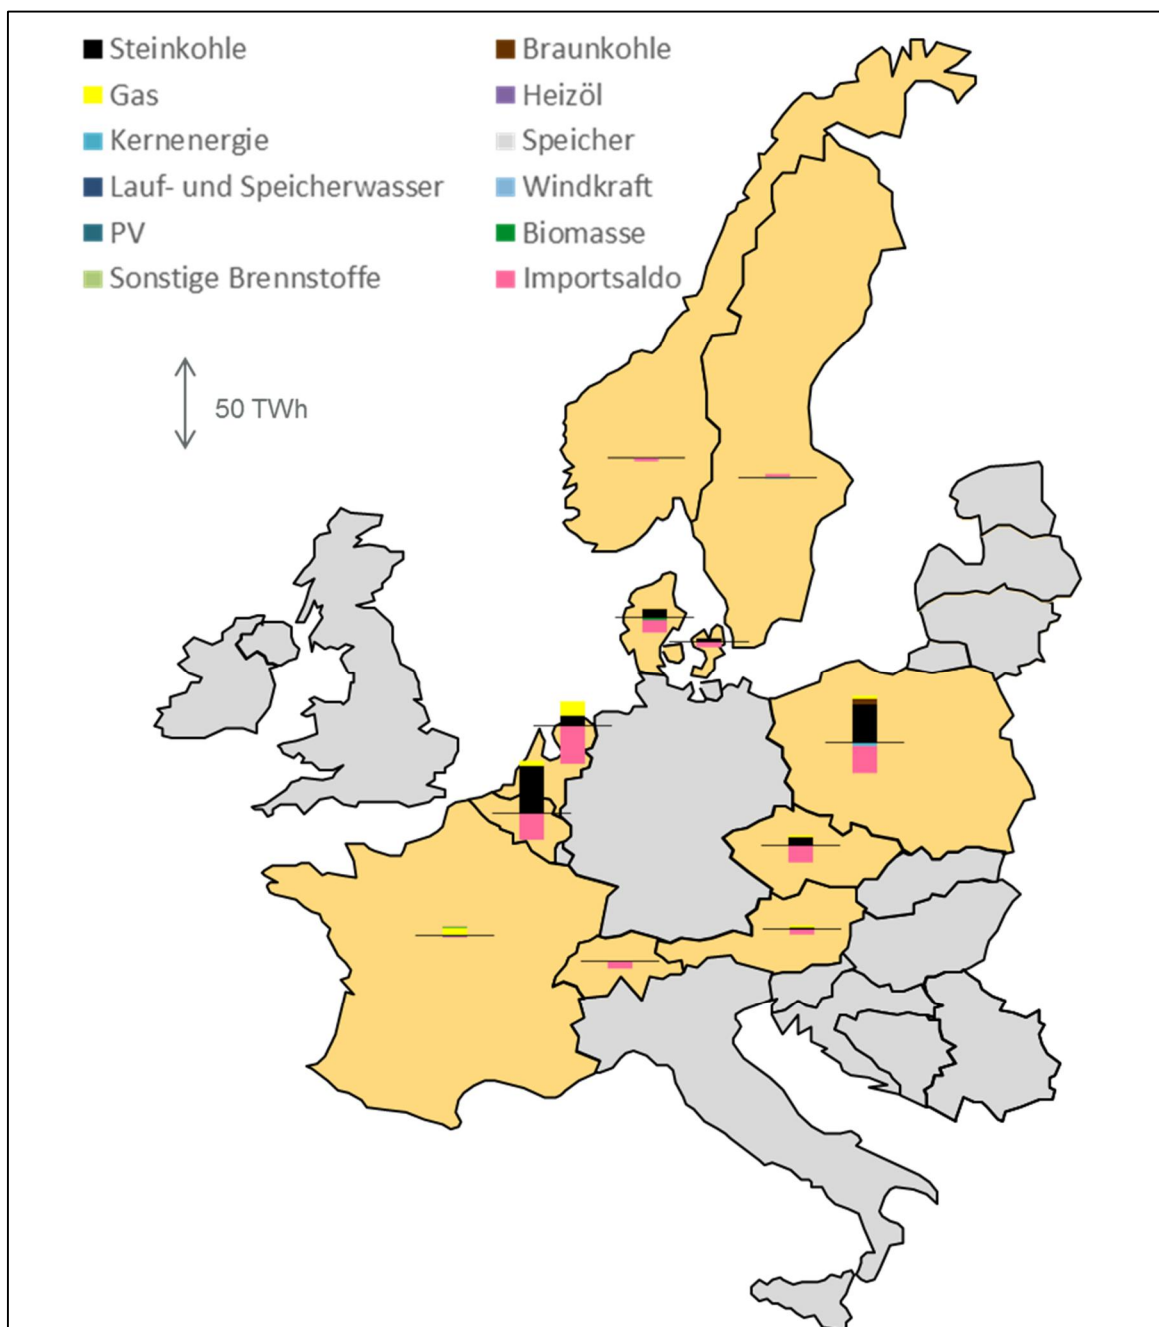 Steinkohle
Braunkohle
Gas
Heizöl
Kernenergie
Speicher
Lauf- und Speicherwasser
Windkraft
PV
Biomasse
Sonstige Brennstoffe
Importsaldo
50 TWh